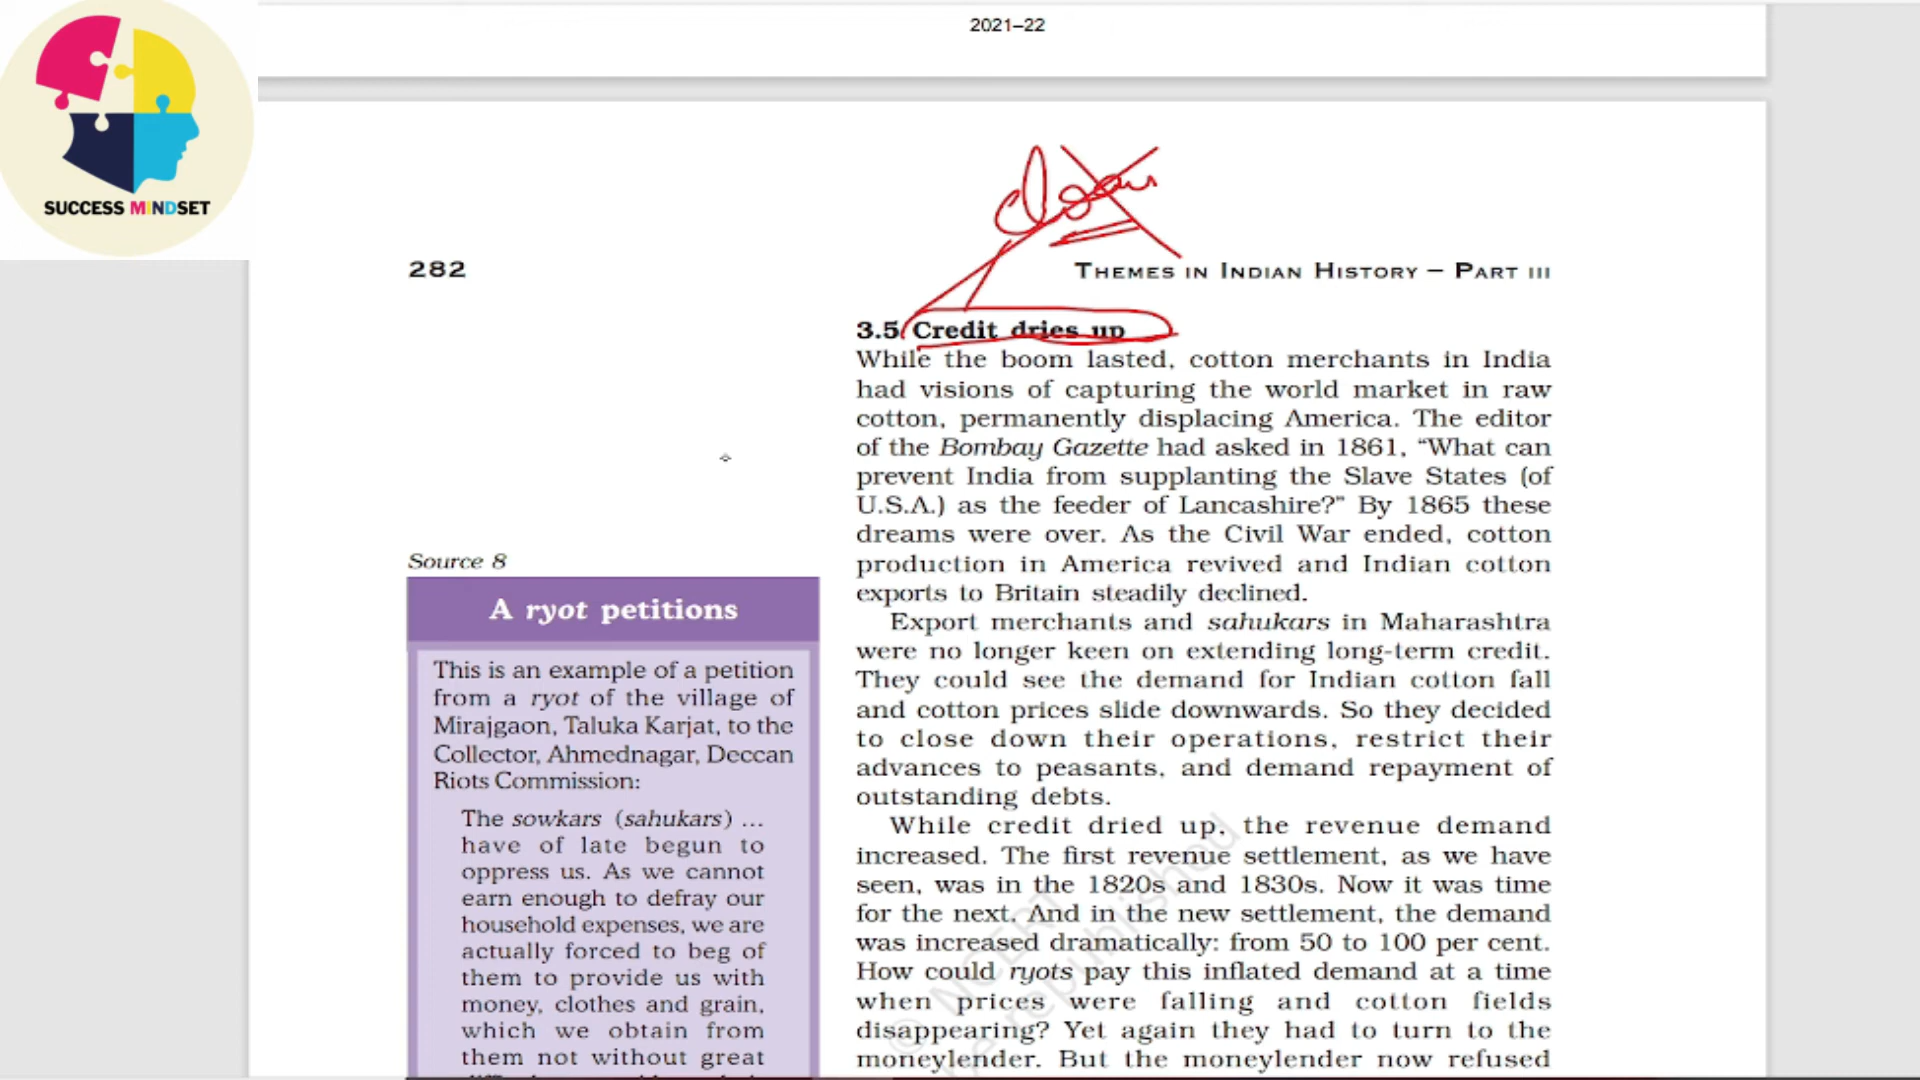 2021–22
SUCCESS MINDSET
282
THEMES IN INDIAN HISTORY – PART III
3.5 Credit dries up
While the boom lasted, cotton merchants in India
had visions of capturing the world market in raw
cotton, permanently displacing America. The editor
of the Bombay Gazette had asked in 1861, “What can
prevent India from supplanting the Slave States (of
U.S.A.) as the feeder of Lancashire?” By 1865 these
dreams were over. As the Civil War ended, cotton
production in America revived and Indian cotton
exports to Britain steadily declined.
Export merchants and sahukars in Maharashtra
were no longer keen on extending long-term credit.
They could see the demand for Indian cotton fall
and cotton prices slide downwards. So they decided
to close down their operations, restrict their
advances to peasants, and demand repayment of
outstanding debts.
While credit dried up, the revenue demand
increased. The first revenue settlement, as we have
seen, was in the 1820s and 1830s. Now it was time
for the next. And in the new settlement, the demand
was increased dramatically: from 50 to 100 per cent.
How could ryots pay this inflated demand at a time
when prices were falling and cotton fields
disappearing? Yet again they had to turn to the
moneylender. But the moneylender now refused
Source 8
A ryot petitions
This is an example of a petition
from a ryot of the village of
Mirajgaon, Taluka Karjat, to the
Collector, Ahmednagar, Deccan
Riots Commission:
The sowkars (sahukars) ...
have of late begun to
oppress us. As we cannot
earn enough to defray our
household expenses, we are
actually forced to beg of
them to provide us with
money, clothes and grain,
which we obtain from
them not without great
© NCERT
be republished